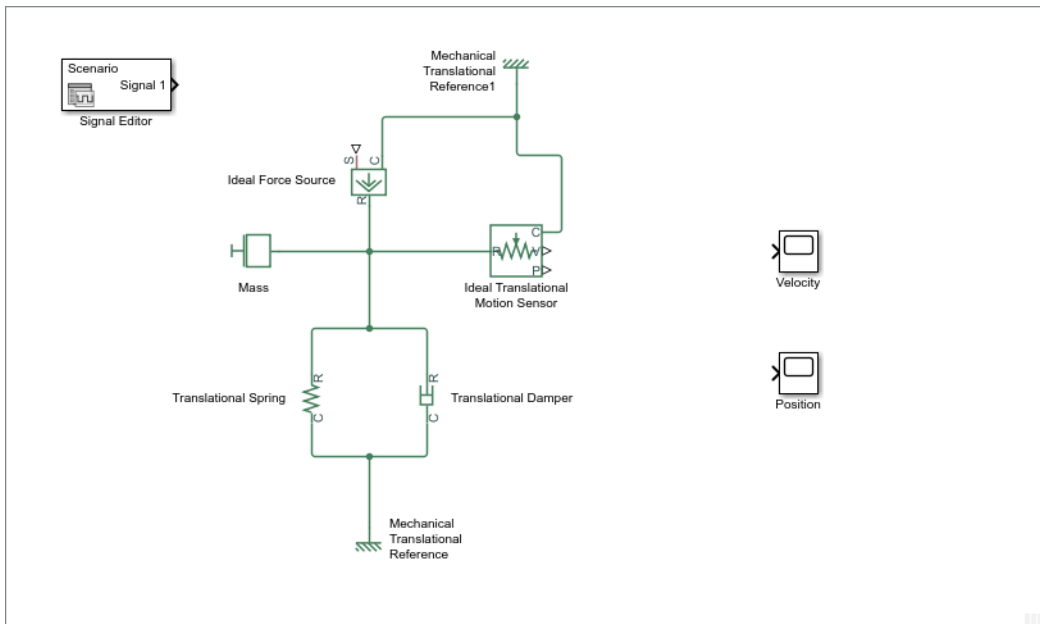 Scenario
Signal 1
Signal Editor
Mechanical
Translational
Reference1
S
C
Ideal Force Source
R
Mass
C
R
V
P
Ideal Translational
Motion Sensor
Velocity
R
R
Translational Spring
Translational Damper
C
C
Position
Mechanical
Translational
Reference